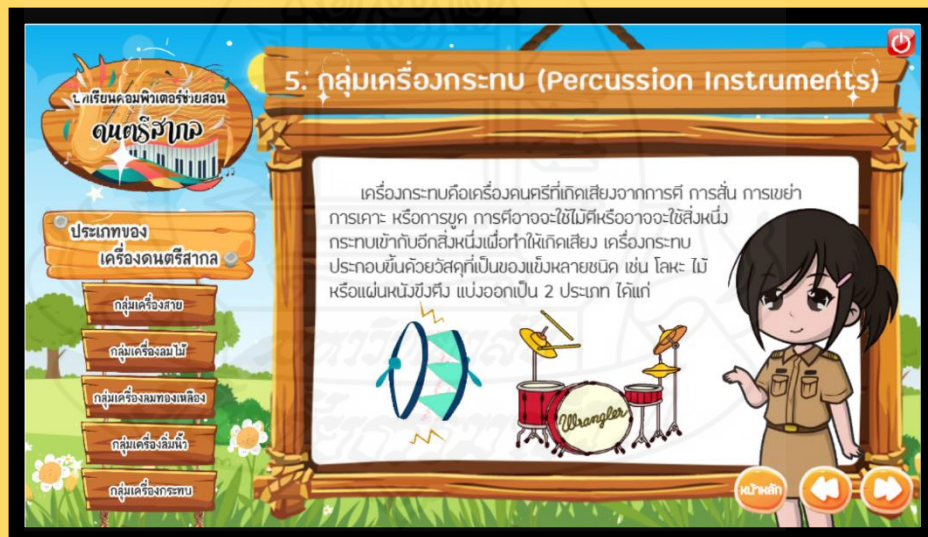 บทเรียนคอมพิวเตอร์ช่วยสอน
ดนตรีสากล
5. กลุ่มเครื่องกระทบ (Percussion Instruments)
ประเภทของ
เครื่องดนตรีสากล
กลุ่มเครื่องสาย
กลุ่มเครื่องลมไม้
กลุ่มเครื่องลมทองเหลือง
กลุ่มเครื่องลิ่มนิ้ว
กลุ่มเครื่องกระทบ
เครื่องกระทบคือเครื่องดนตรีที่เกิดเสียงจากการตี การสั่น การเขย่า
การเคาะ หรือการขูด การตีอาจจะใช้ไม้ตีหรืออาจจะใช้สิ่งหนึ่ง
กระทบเข้ากับอีกสิ่งหนึ่งเพื่อทำให้เกิดเสียง เครื่องกระทบ
ประกอบขึ้นด้วยวัสดุที่เป็นของแข็งหลายชนิด เช่น โลหะ ไม้
หรือแผ่นหนังขึงตึง แบ่งออกเป็น 2 ประเภท ได้แก่
Wrangler
หน้าหลัก